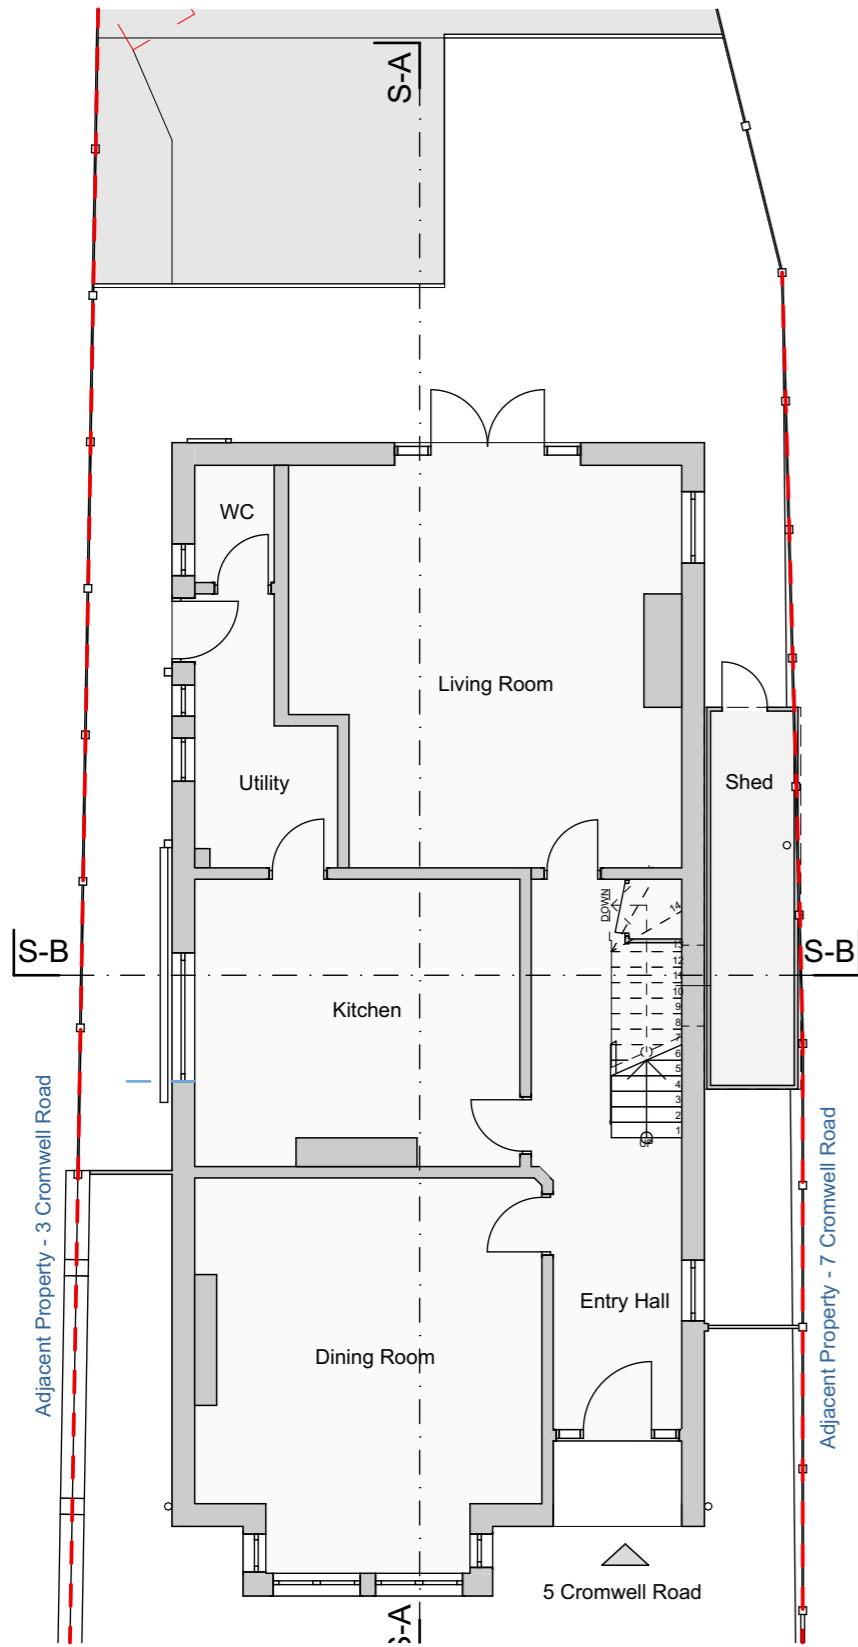 S-A
WC
Living Room
Utility
Shed
DOWN
14
S-B
S-B
13
12
11
10
9
8
7
6
5
4
3
2
1
UP
Kitchen
Adjacent Property - 3 Cromwell Road
Adjacent Property - 7 Cromwell Road
Entry Hall
Dining Room
5 Cromwell Road
S-A